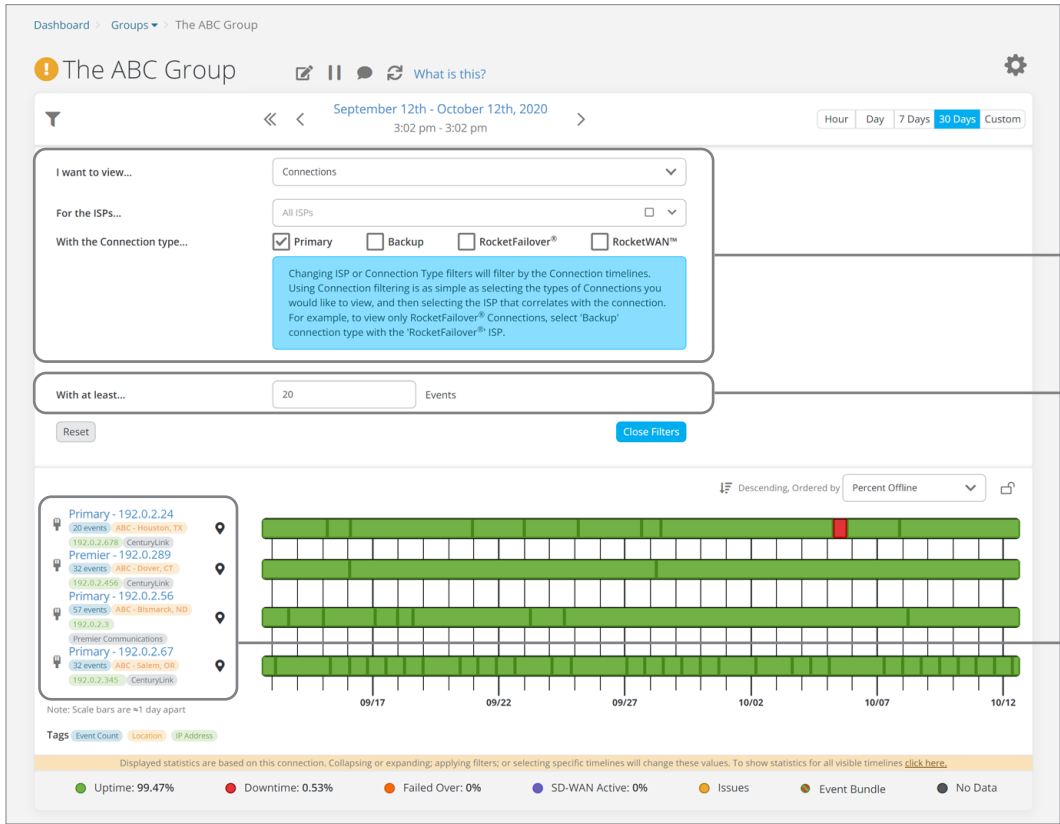 Dashboard > Groups > The ABC Group
! The ABC Group What is this?
September 12th - October 12th, 2020
3:02 pm - 3:02 pm
Hour Day 7 Days 30 Days Custom
I want to view... Connections
For the ISPs... All ISPs
With the Connection type... Primary Backup RocketFailover® RocketWAN™
Changing ISP or Connection Type filters will filter by the Connection timelines.
Using Connection filtering is as simple as selecting the types of Connections you
would like to view, and then selecting the ISP that correlates with the connection.
For example, to view only RocketFailover® Connections, select 'Backup'
connection type with the 'RocketFailover®' ISP.
With at least... 20 Events
Reset Close Filters
Descending, Ordered by Percent Offline
Primary - 192.0.2.24
20 events ABC - Houston, TX
192.0.2.678 CenturyLink
Premier - 192.0.289
32 events ABC - Dover, CT
192.0.2.456 CenturyLink
Primary - 192.0.2.56
57 events ABC - Bismarck, ND
192.0.2.3
Premier Communications
Primary - 192.0.2.67
32 events ABC - Salem, OR
192.0.2.345 CenturyLink
09/17 09/22 09/27 10/02 10/07 10/12
Note: Scale bars are ≈1 day apart
Tags Event Count Location IP Address
Displayed statistics are based on this connection. Collapsing or expanding; applying filters; or selecting specific timelines will change these values. To show statistics for all visible timelines click here.
Uptime: 99.47% Downtime: 0.53% Failed Over: 0% SD-WAN Active: 0% Issues Event Bundle No Data